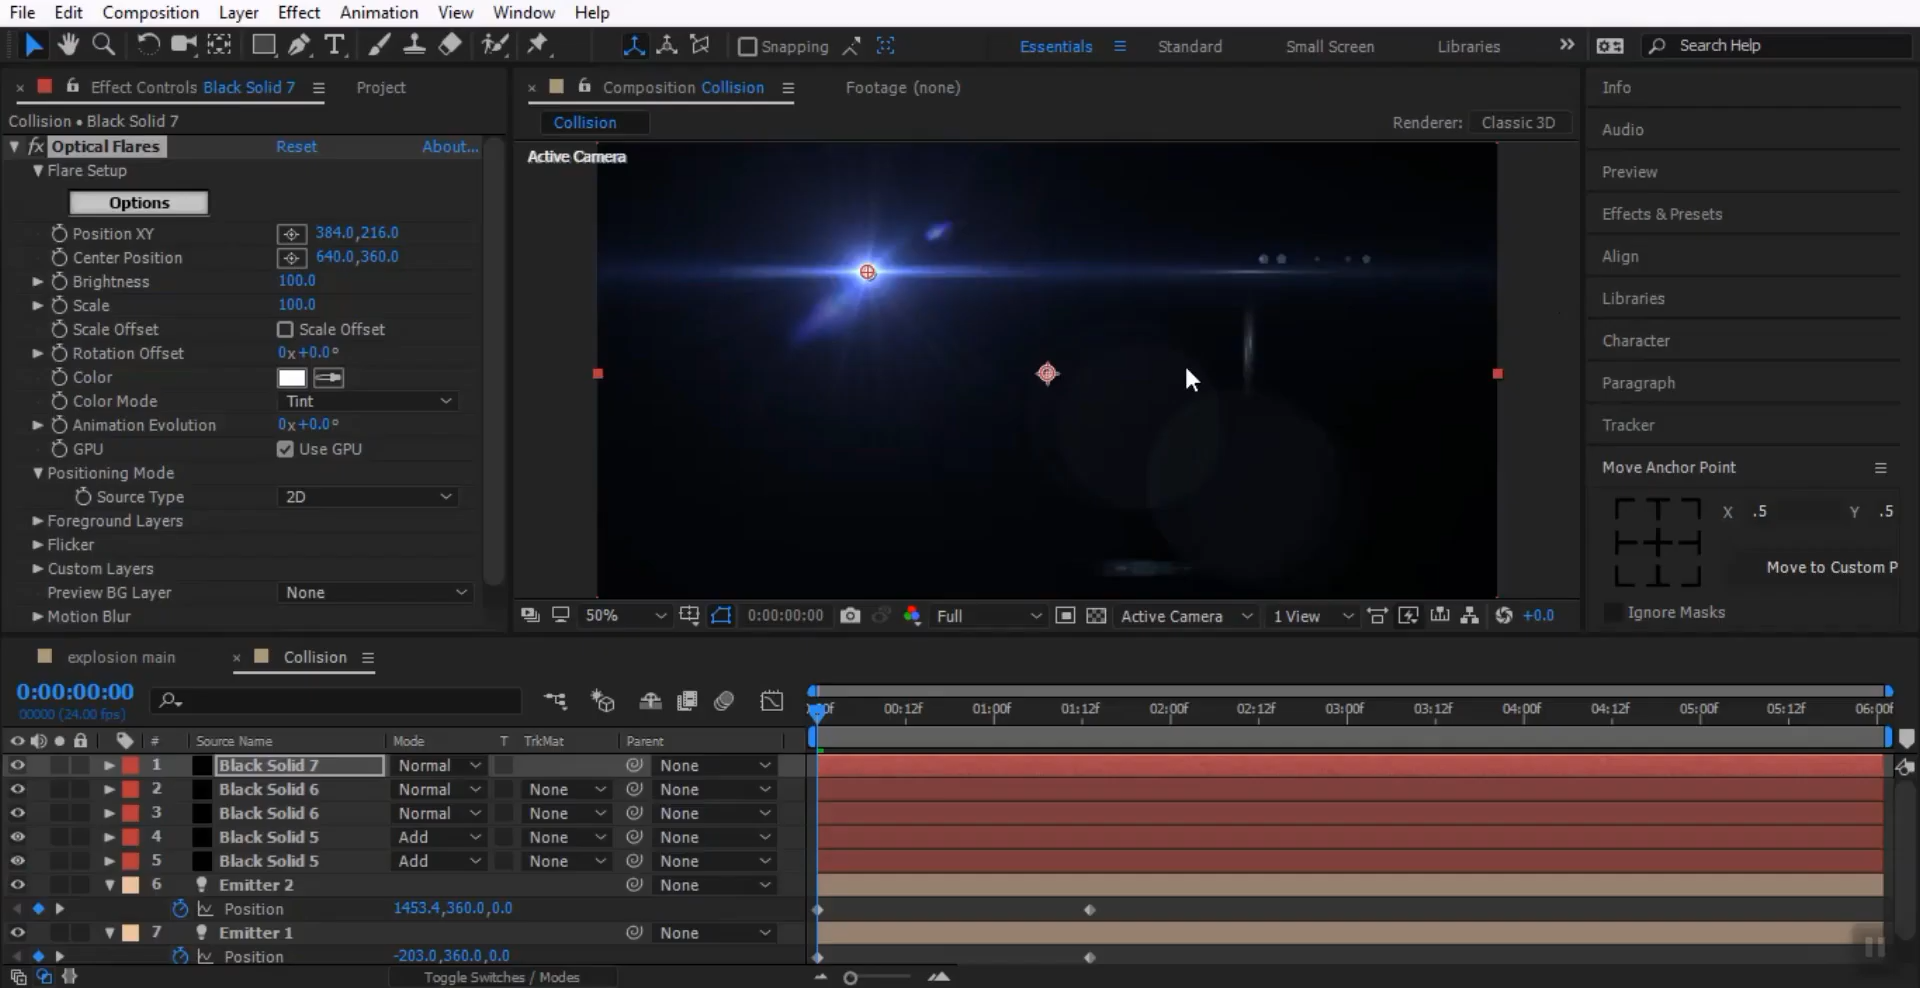 File Edit Composition Layer Effect Animation View Window Help
Snapping Essentials Standard Small Screen Libraries Search Help
Effect Controls Black Solid 7 Project
Composition Collision Footage (none)
Info
Collision • Black Solid 7
Collision
Renderer: Classic 3D
Audio
fx Optical Flares Reset About...
Active Camera
Flare Setup
Preview
Options
Effects & Presets
Position XY 384.0,216.0
Center Position 640.0,360.0
Align
Brightness 100.0
Scale 100.0
Libraries
Scale Offset Scale Offset
Character
Rotation Offset 0x+0.0°
Color
Paragraph
Color Mode Tint
Animation Evolution 0x+0.0°
Tracker
GPU Use GPU
Positioning Mode
Move Anchor Point
Source Type 2D
X .5 Y .5
Foreground Layers
Flicker
Custom Layers
Move to Custom P
Preview BG Layer None
Motion Blur
Ignore Masks
50% 0:00:00:00 Full Active Camera 1 View +0.0
explosion main Collision
0:00:00:00
00000 (24.00 fps)
00:12f 01:00f 01:12f 02:00f 02:12f 03:00f 03:12f 04:00f 04:12f 05:00f 05:12f 06:00f
# Source Name Mode T TrkMat Parent
1 Black Solid 7 Normal None
2 Black Solid 6 Normal None None
3 Black Solid 6 Normal None None
4 Black Solid 5 Add None None
5 Black Solid 5 Add None None
6 Emitter 2 None
Position 1453.4,360.0,0.0
7 Emitter 1 None
Position -203.0,360.0,0.0
Toggle Switches / Modes